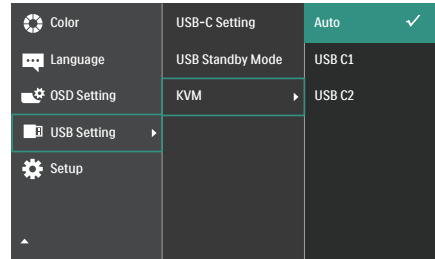 Color
Language
OSD Setting
USB Setting
Setup
USB-C Setting
USB Standby Mode
KVM
Auto
USB C1
USB C2